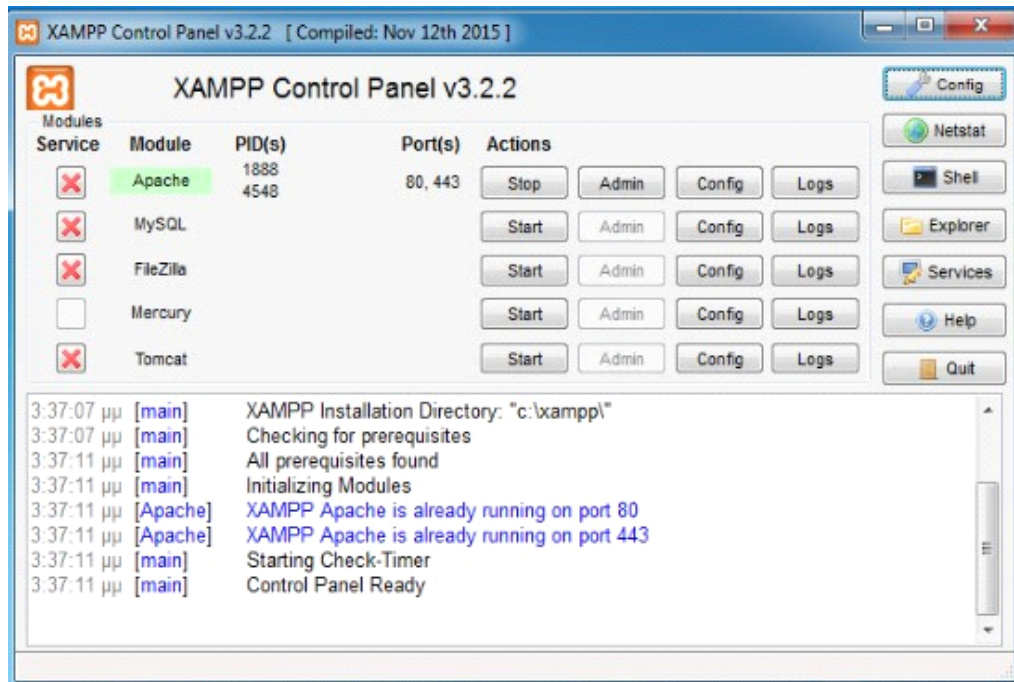 XAMPP Control Panel v3.2.2 [ Compiled: Nov 12th 2015 ]
XAMPP Control Panel v3.2.2
Config
Modules
Netstat
Service Module PID(s) Port(s) Actions
Apache 1888 4548 80, 443 Stop Admin Config Logs
Shell
MySQL Start Admin Config Logs
Explorer
FileZilla Start Admin Config Logs
Services
Mercury Start Admin Config Logs
Help
Tomcat Start Admin Config Logs
Quit
3:37:07 μμ [main] XAMPP Installation Directory: "c:\xampp\"
3:37:07 μμ [main] Checking for prerequisites
3:37:11 μμ [main] All prerequisites found
3:37:11 μμ [main] Initializing Modules
3:37:11 μμ [Apache] XAMPP Apache is already running on port 80
3:37:11 μμ [Apache] XAMPP Apache is already running on port 443
3:37:11 μμ [main] Starting Check-Timer
3:37:11 μμ [main] Control Panel Ready